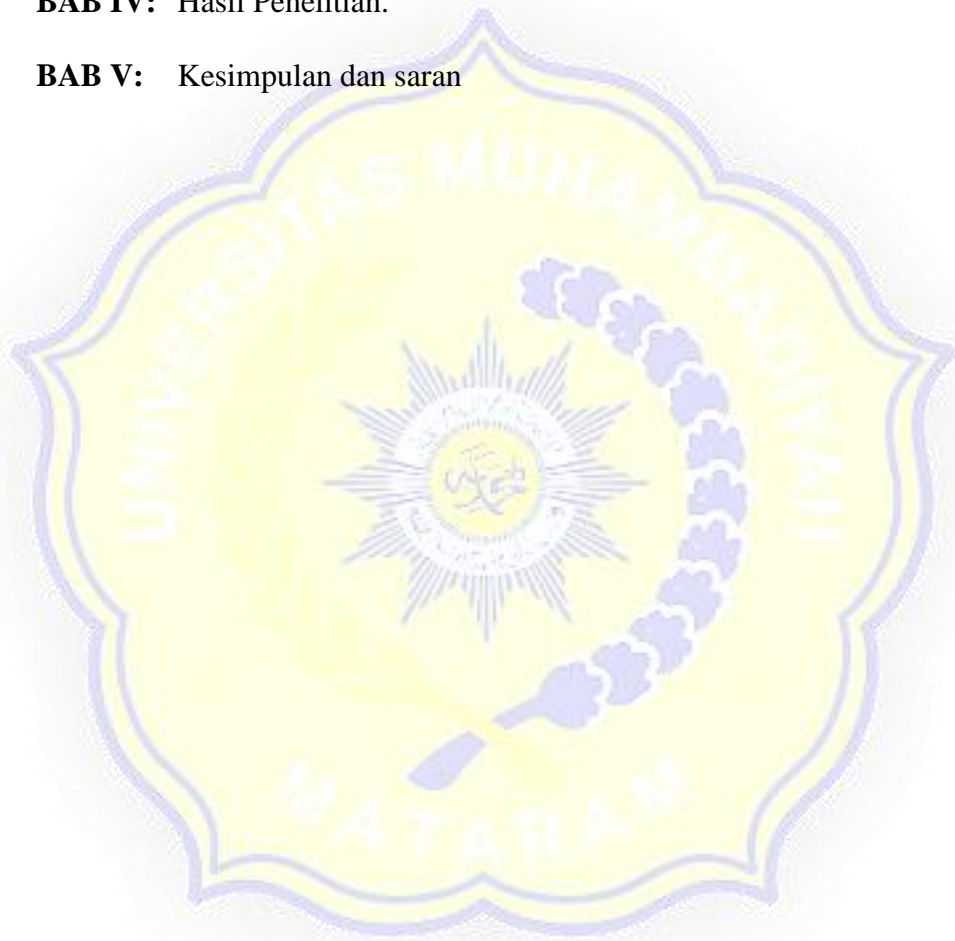 BAB IV: Hasil Penelitian.
BAB V: Kesimpulan dan saran
UNIVERSITAS MUHAMMADIYAH
MATARAM